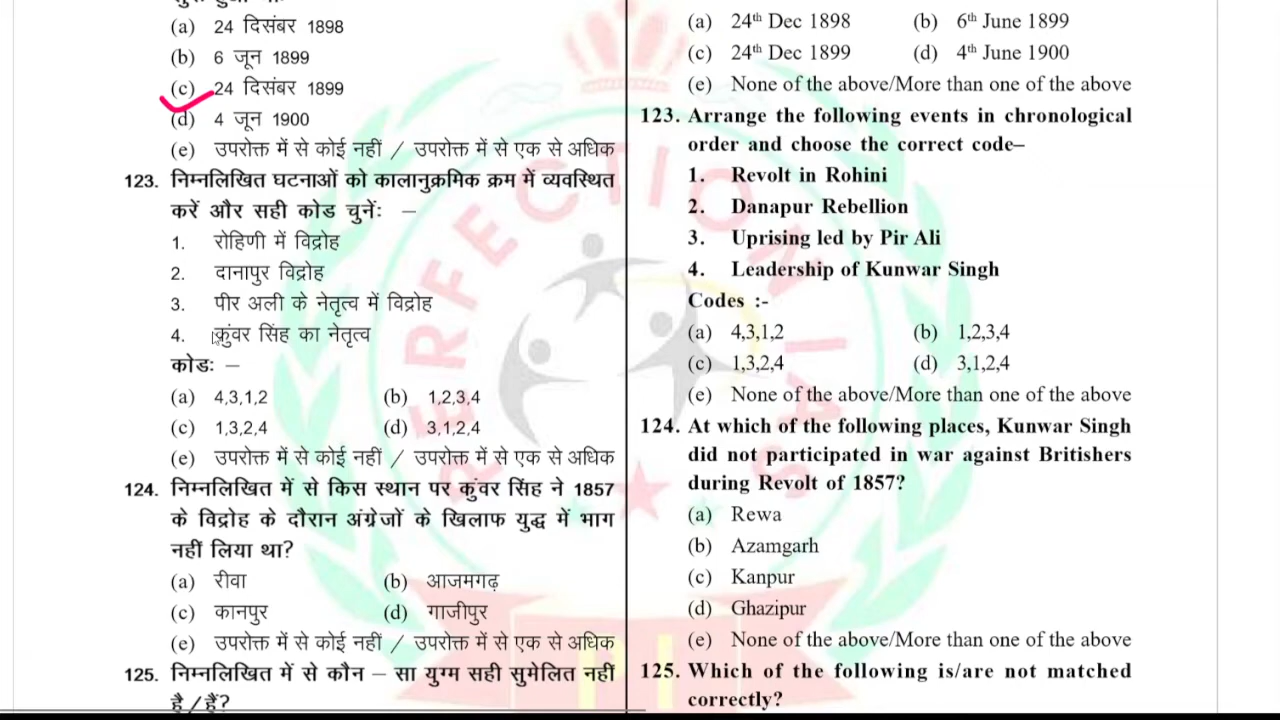 (a) 24 दिसंबर 1898
(b) 6 जून 1899
(c) 24 दिसंबर 1899
(d) 4 जून 1900
(e) उपरोक्त में से कोई नहीं / उपरोक्त में से एक से अधिक
123. निम्नलिखित घटनाओं को कालानुक्रमिक क्रम में व्यवस्थित
करें और सही कोड चुनेंः –
1. रोहिणी में विद्रोह
2. दानापुर विद्रोह
3. पीर अली के नेतृत्व में विद्रोह
4. कुंवर सिंह का नेतृत्व
कोडः –
(a) 4,3,1,2 (b) 1,2,3,4
(c) 1,3,2,4 (d) 3,1,2,4
(e) उपरोक्त में से कोई नहीं / उपरोक्त में से एक से अधिक
124. निम्नलिखित में से किस स्थान पर कुंवर सिंह ने 1857
के विद्रोह के दौरान अंग्रेजों के खिलाफ युद्ध में भाग
नहीं लिया था?
(a) रीवा (b) आजमगढ़
(c) कानपुर (d) गाजीपुर
(e) उपरोक्त में से कोई नहीं / उपरोक्त में से एक से अधिक
125. निम्नलिखित में से कौन – सा युग्म सही सुमेलित नहीं
है/हैं?
(a) 24th Dec 1898 (b) 6th June 1899
(c) 24th Dec 1899 (d) 4th June 1900
(e) None of the above/More than one of the above
123. Arrange the following events in chronological
order and choose the correct code–
1. Revolt in Rohini
2. Danapur Rebellion
3. Uprising led by Pir Ali
4. Leadership of Kunwar Singh
Codes :-
(a) 4,3,1,2 (b) 1,2,3,4
(c) 1,3,2,4 (d) 3,1,2,4
(e) None of the above/More than one of the above
124. At which of the following places, Kunwar Singh
did not participated in war against Britishers
during Revolt of 1857?
(a) Rewa
(b) Azamgarh
(c) Kanpur
(d) Ghazipur
(e) None of the above/More than one of the above
125. Which of the following is/are not matched
correctly?
PERFECTION IAS
PI